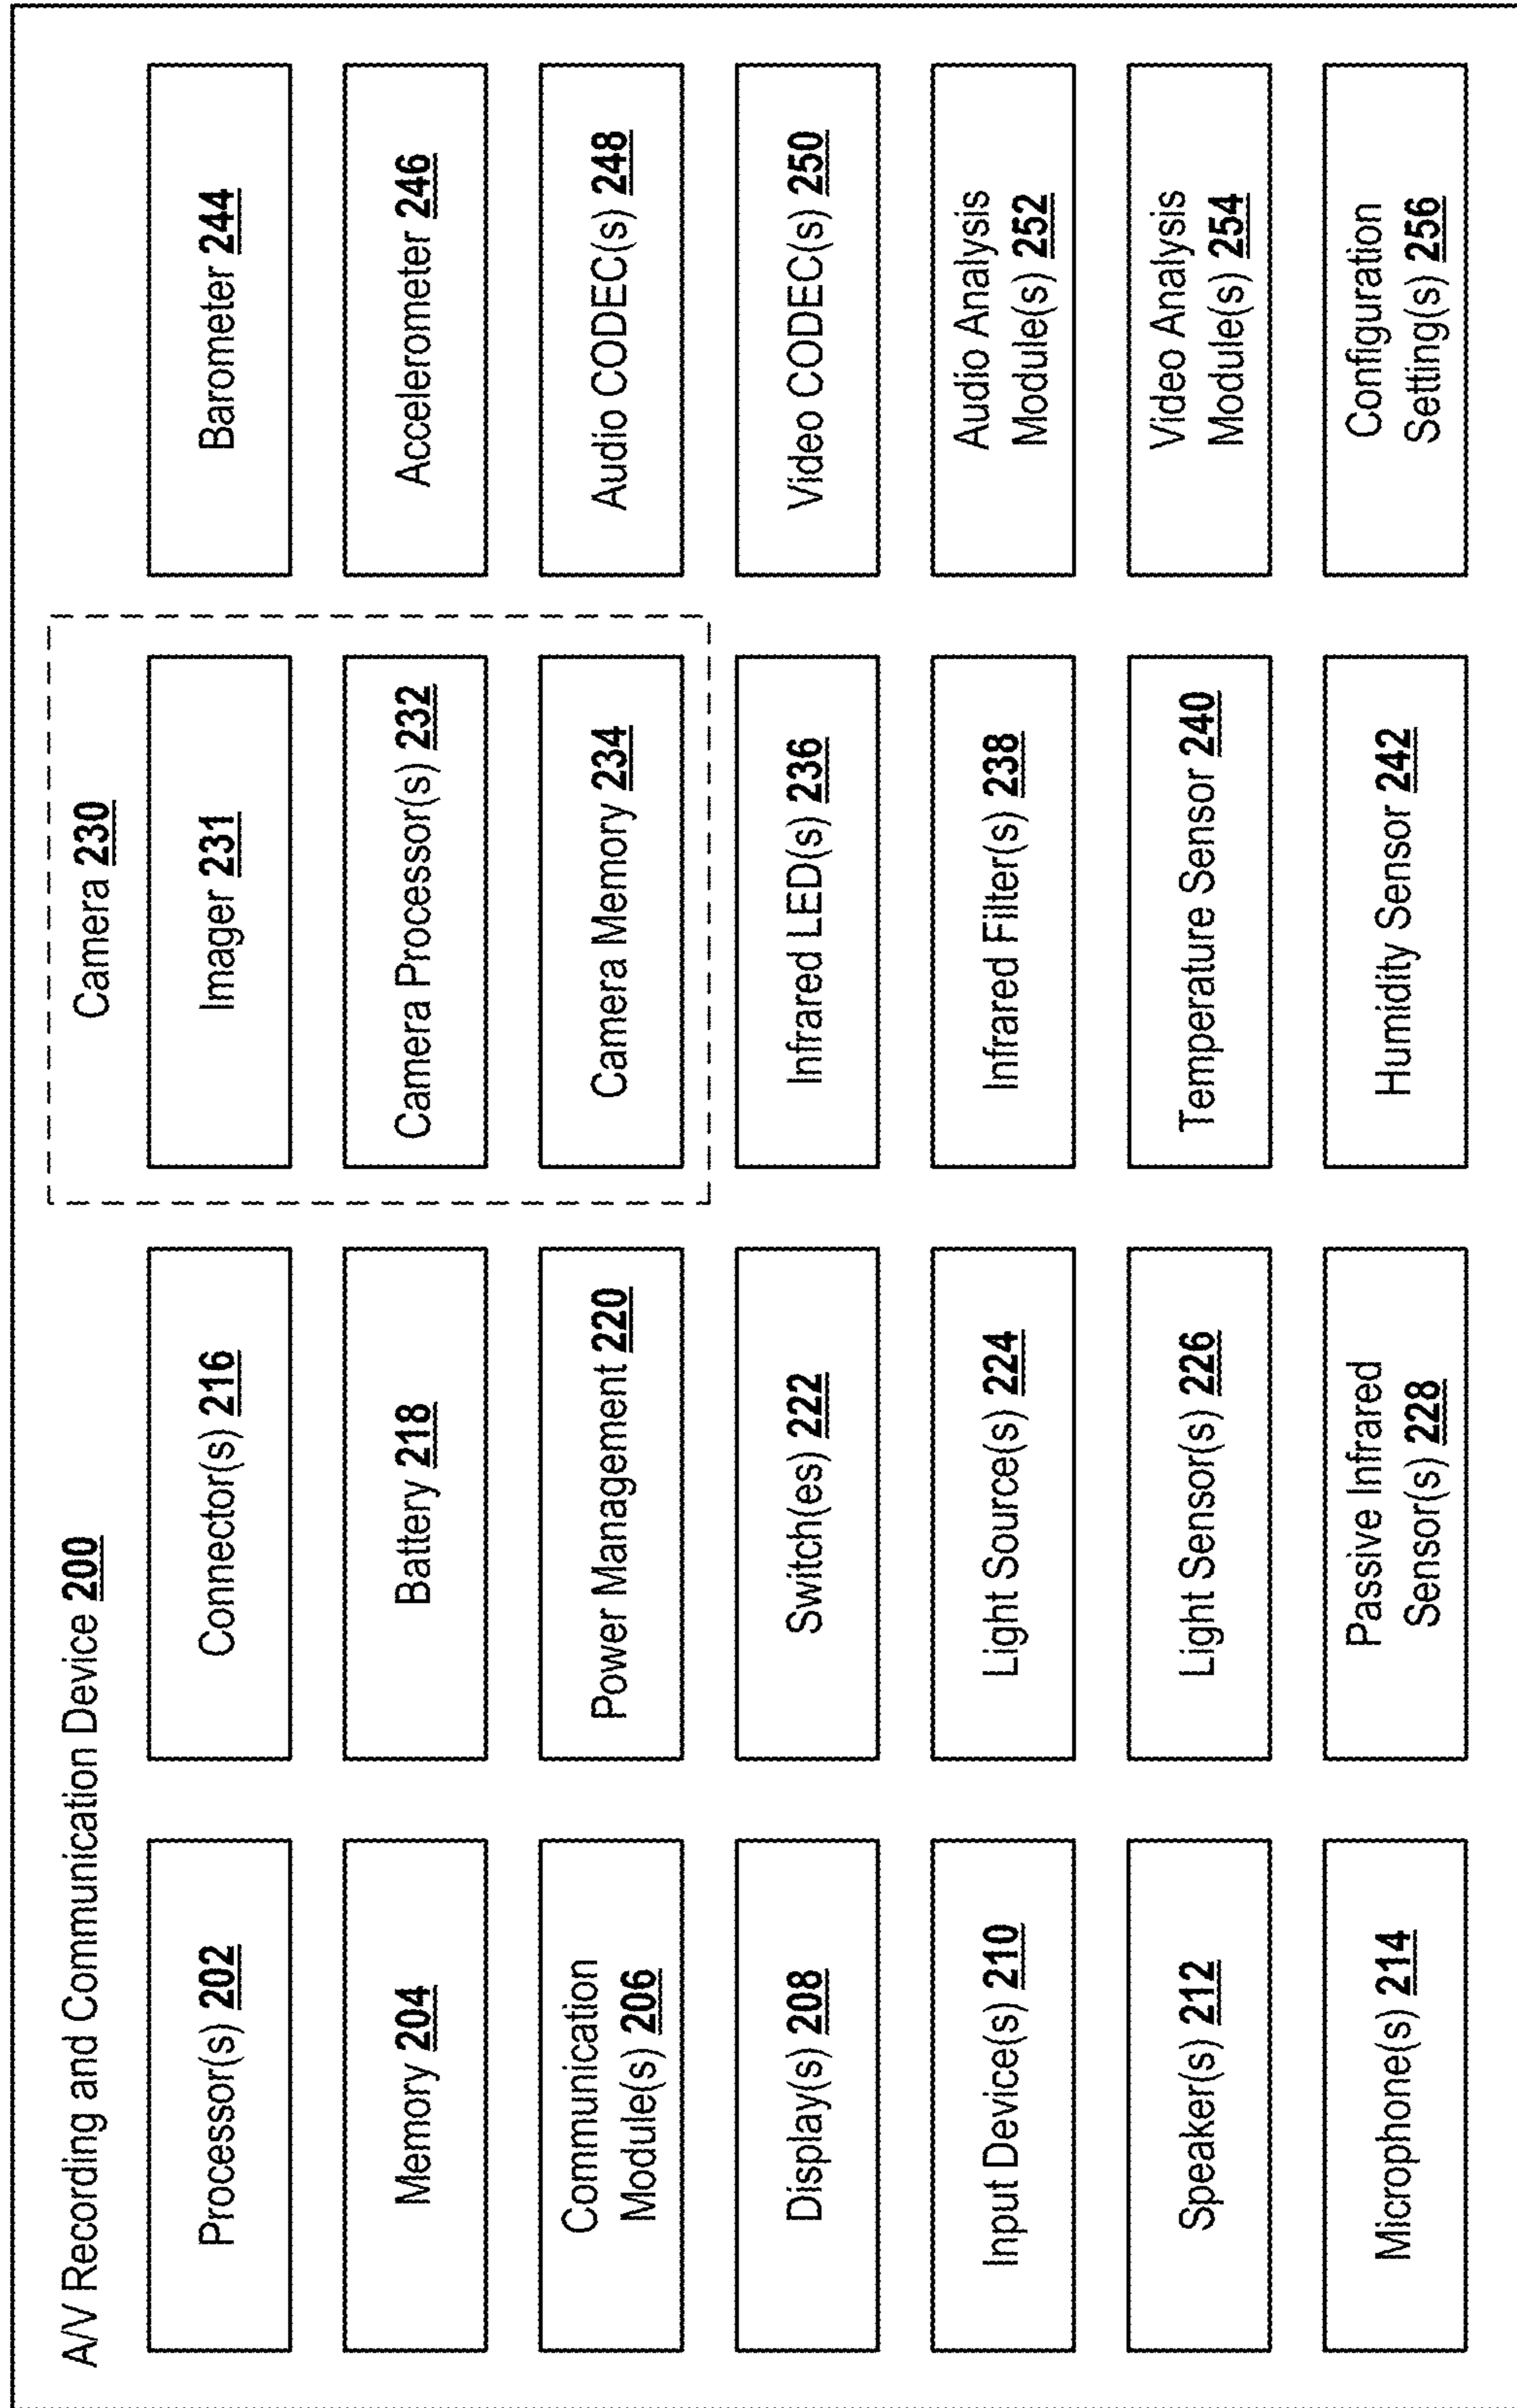 A/V Recording and Communication Device 200
Processor(s) 202
Memory 204
Communication
Module(s) 206
Display(s) 208
Input Device(s) 210
Speaker(s) 212
Microphone(s) 214
Connector(s) 216
Battery 218
Power Management 220
Switch(es) 222
Light Source(s) 224
Light Sensor(s) 226
Passive Infrared
Sensor(s) 228
Camera 230
Imager 231
Camera Processor(s) 232
Camera Memory 234
Infrared LED(s) 236
Infrared Filter(s) 238
Temperature Sensor 240
Humidity Sensor 242
Barometer 244
Accelerometer 246
Audio CODEC(s) 248
Video CODEC(s) 250
Audio Analysis
Module(s) 252
Video Analysis
Module(s) 254
Configuration
Setting(s) 256